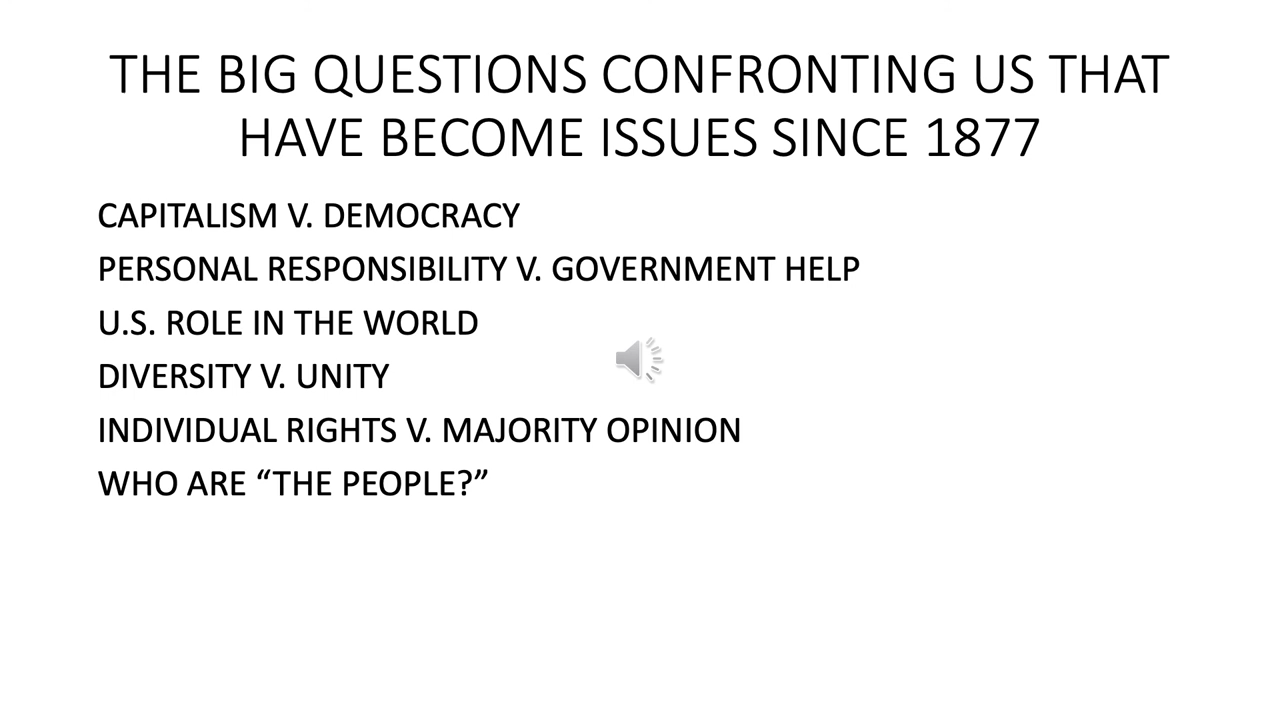 THE BIG QUESTIONS CONFRONTING US THAT
HAVE BECOME ISSUES SINCE 1877
CAPITALISM V. DEMOCRACY
PERSONAL RESPONSIBILITY V. GOVERNMENT HELP
U.S. ROLE IN THE WORLD
DIVERSITY V. UNITY
INDIVIDUAL RIGHTS V. MAJORITY OPINION
WHO ARE “THE PEOPLE?”